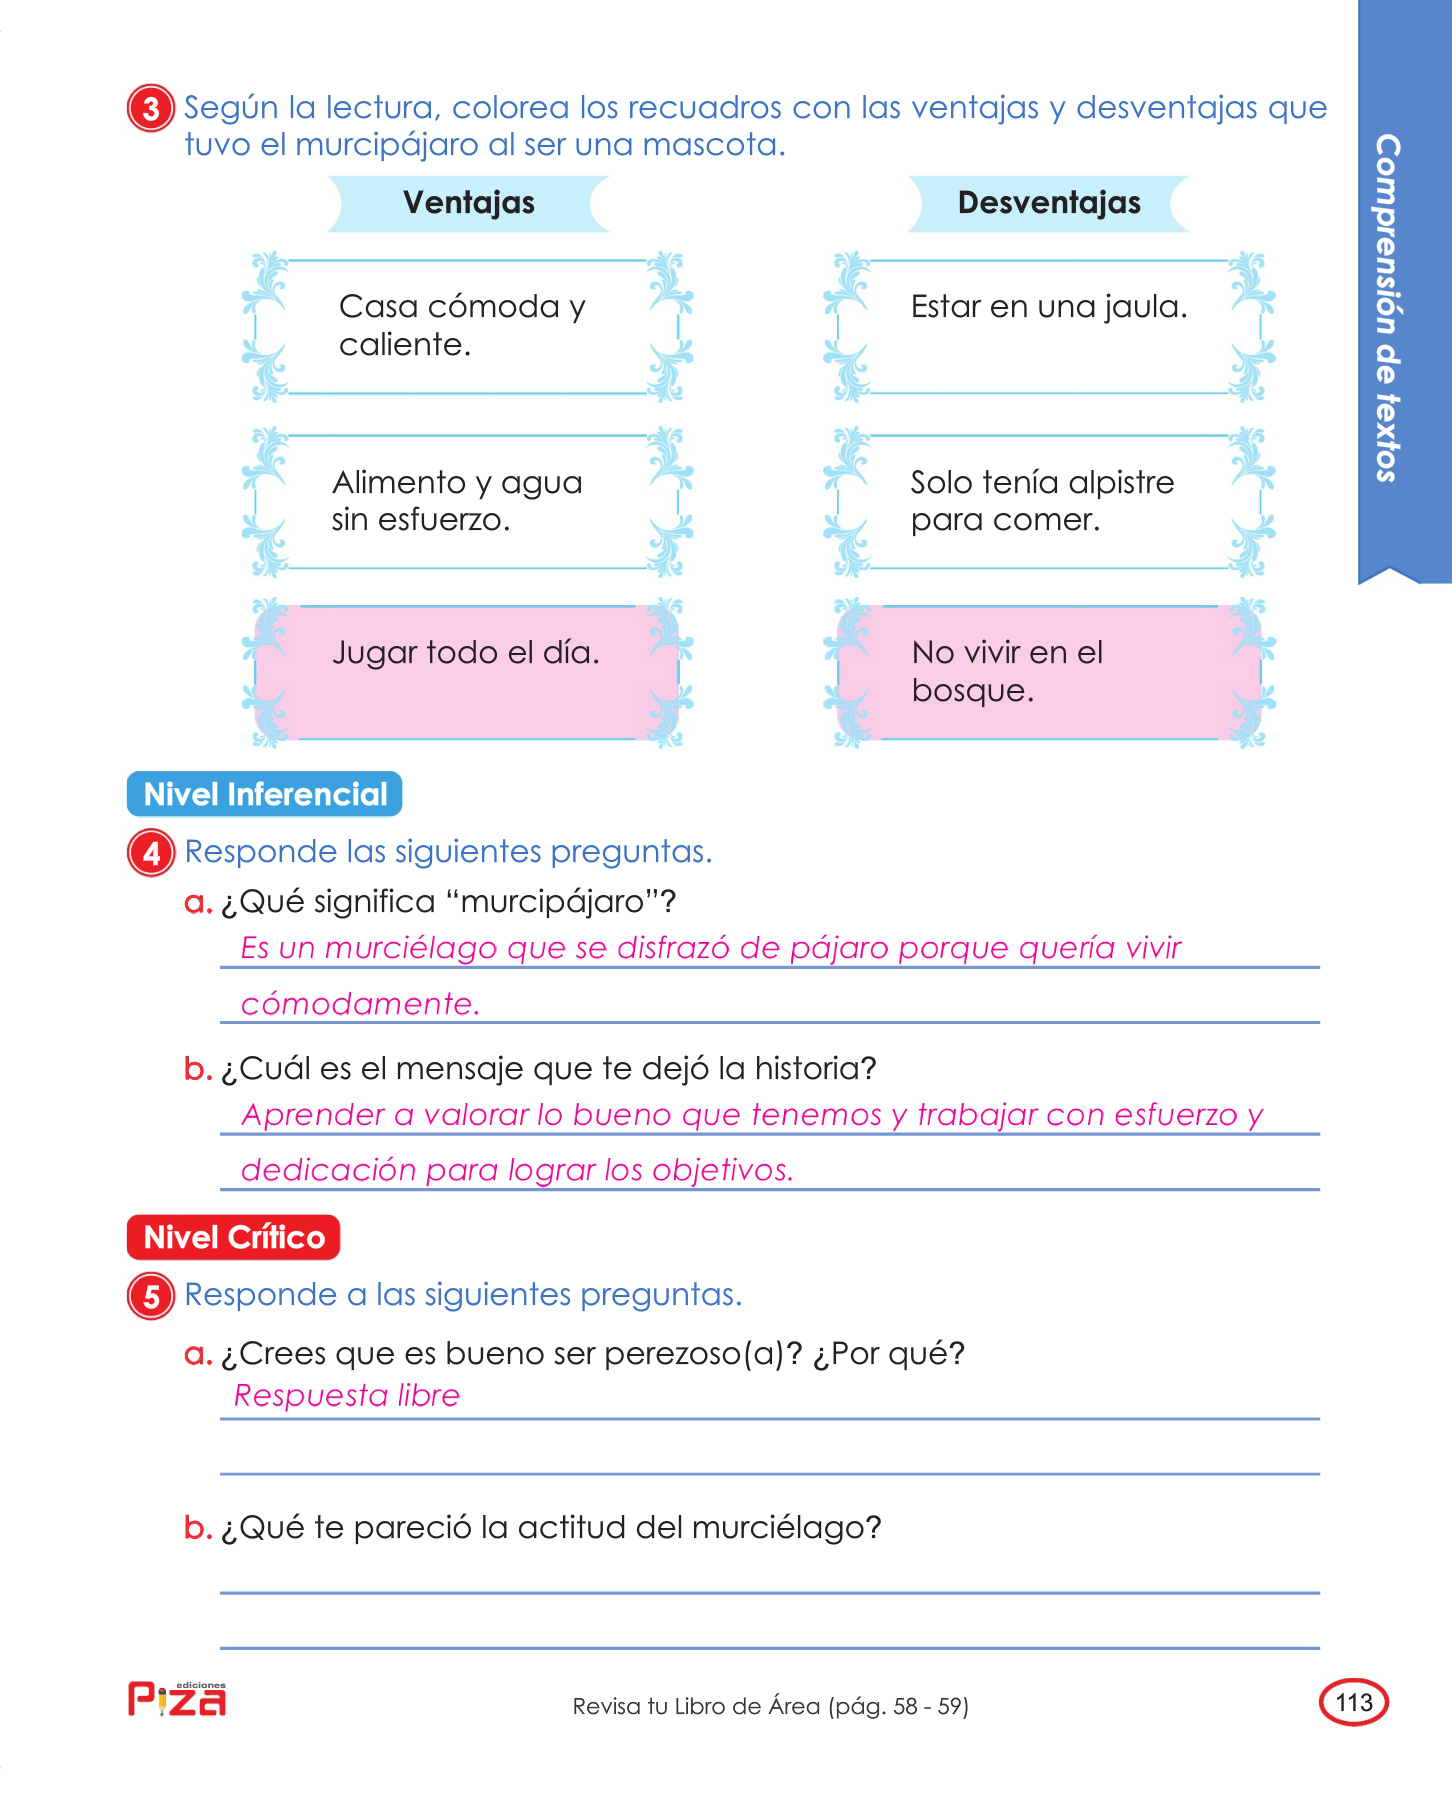 3 Según la lectura, colorea los recuadros con las ventajas y desventajas que
tuvo el murcipájaro al ser una mascota.
Ventajas
Desventajas
Casa cómoda y
caliente.
Estar en una jaula.
Alimento y agua
sin esfuerzo.
Solo tenía alpistre
para comer.
Jugar todo el día.
No vivir en el
bosque.
Nivel Inferencial
4 Responde las siguientes preguntas.
a. ¿Qué significa “murcipájaro”?
Es un murciélago que se disfrazó de pájaro porque quería vivir
cómodamente.
b. ¿Cuál es el mensaje que te dejó la historia?
Aprender a valorar lo bueno que tenemos y trabajar con esfuerzo y
dedicación para lograr los objetivos.
Nivel Crítico
5 Responde a las siguientes preguntas.
a. ¿Crees que es bueno ser perezoso(a)? ¿Por qué?
Respuesta libre
b. ¿Qué te pareció la actitud del murciélago?
ediciones
Piza
Revisa tu Libro de Área (pág. 58 - 59)
113
Comprensión de textos